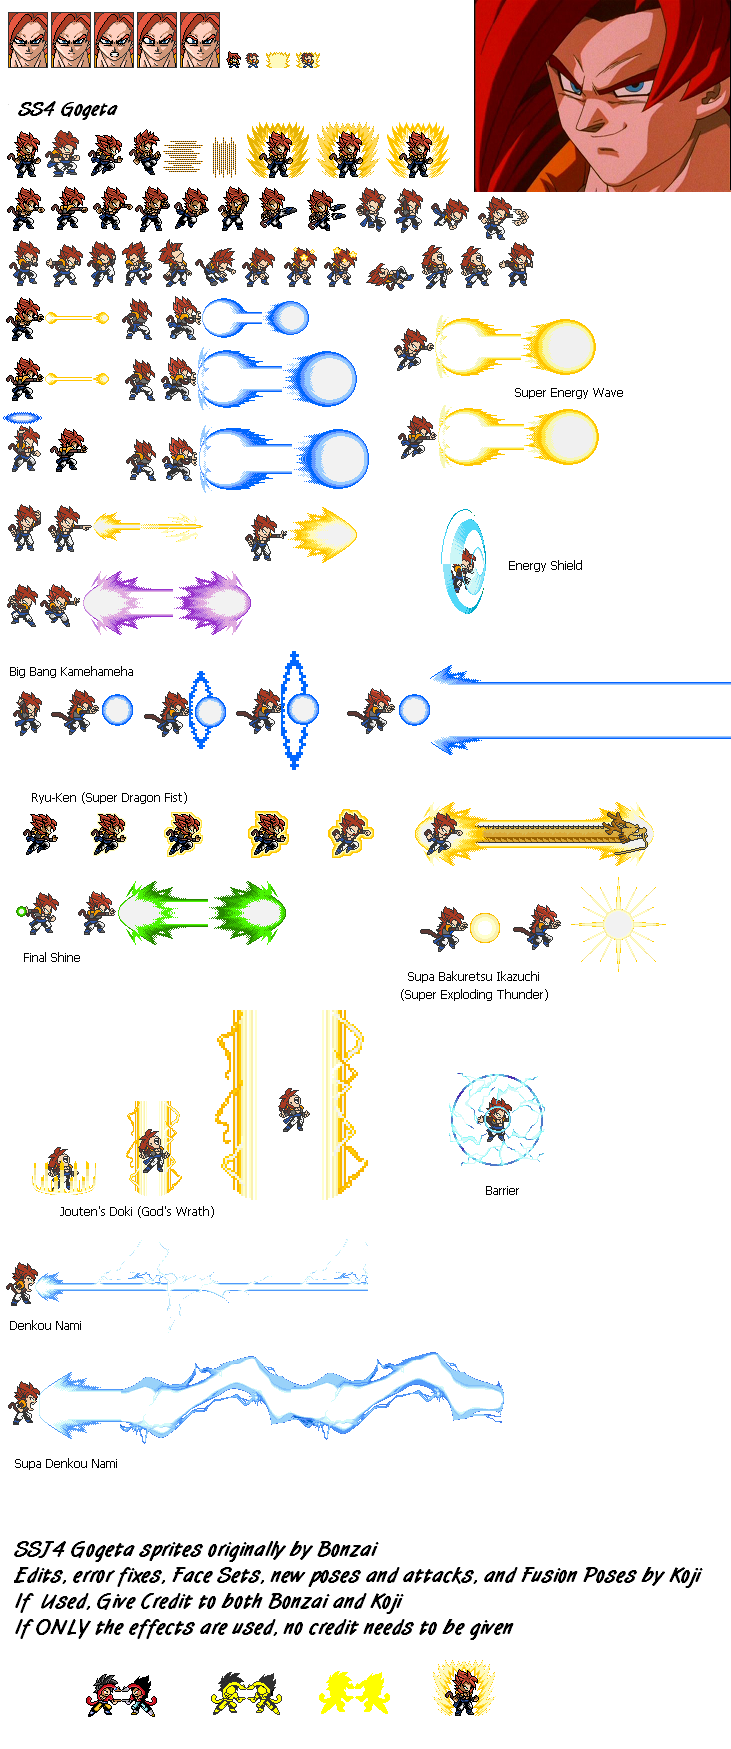 SS4 Gogeta
Super Energy Wave
Energy Shield
Big Bang Kamehameha
Ryu-Ken (Super Dragon Fist)
Final Shine
Supa Bakuretsu Ikazuchi
(Super Exploding Thunder)
Barrier
Jouten's Doki (God's Wrath)
Denkou Nami
Supa Denkou Nami
SSJ4 Gogeta sprites originally by Bonzai
Edits, error fixes, Face Sets, new poses and attacks, and Fusion Poses by Koji
If Used, Give Credit to both Bonzai and Koji
If ONLY the effects are used, no credit needs to be given